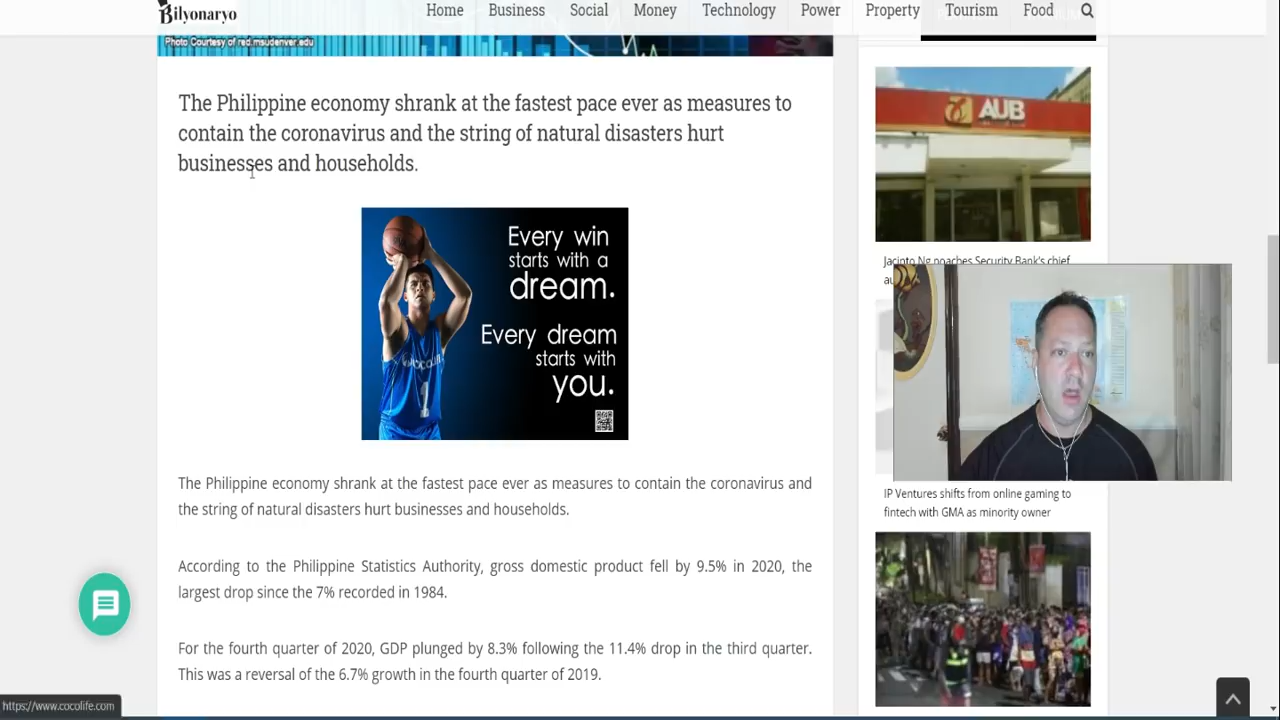 Bilyonaryo
Home Business Social Money Technology Power Property Tourism Food
Photo Courtesy of red.msudenver.edu
The Philippine economy shrank at the fastest pace ever as measures to
contain the coronavirus and the string of natural disasters hurt
businesses and households.
Every win
starts with a
dream.
Every dream
starts with
you.
COCOLIFE
1
The Philippine economy shrank at the fastest pace ever as measures to contain the coronavirus and
the string of natural disasters hurt businesses and households.
According to the Philippine Statistics Authority, gross domestic product fell by 9.5% in 2020, the
largest drop since the 7% recorded in 1984.
For the fourth quarter of 2020, GDP plunged by 8.3% following the 11.4% drop in the third quarter.
This was a reversal of the 6.7% growth in the fourth quarter of 2019.
AUB
Jacinto Ng poaches Security Bank's chief
IP Ventures shifts from online gaming to
fintech with GMA as minority owner
https://www.cocolife.com